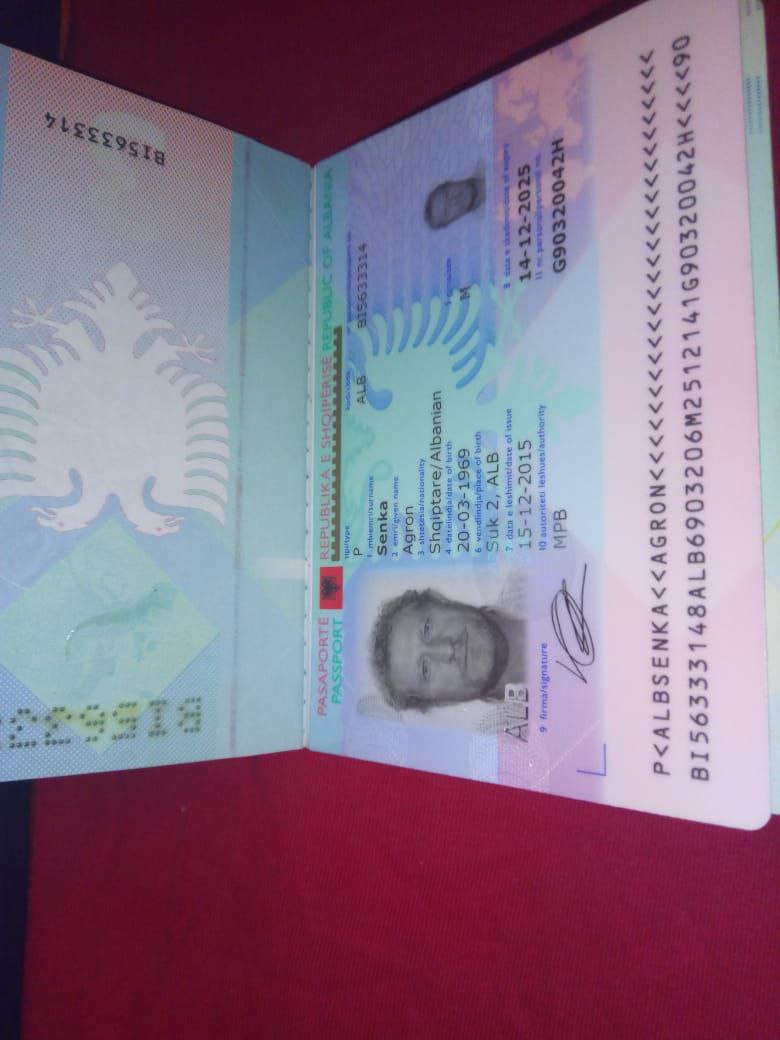 BI5633314
PASAPORTË REPUBLIKA E SHQIPËRISË REPUBLIC OF ALBANIA
PASSPORT
tipi/type
P ALB BI5633314
1 mbiemri/surname
Senka
2 emri/given name
Agron
3 shtetësia/nationality
Shqiptare/Albanian
4 datelindja/date of birth
20-03-1969 M
6 vendlindja/place of birth
Suk 2, ALB
7 data e lëshimit/date of issue 8 data e skadimit/date of expiry
15-12-2015 14-12-2025
ALB
9 firma/signature 10 autoriteti lëshues/authority 11 nr. personal/personal no.
MPB G90320042H
P<ALBSENKA<<AGRON<<<<<<<<<<<<<<<<<<<<<<<<<<<
BI56333148ALB6903206M2512141G90320042H<<<<90